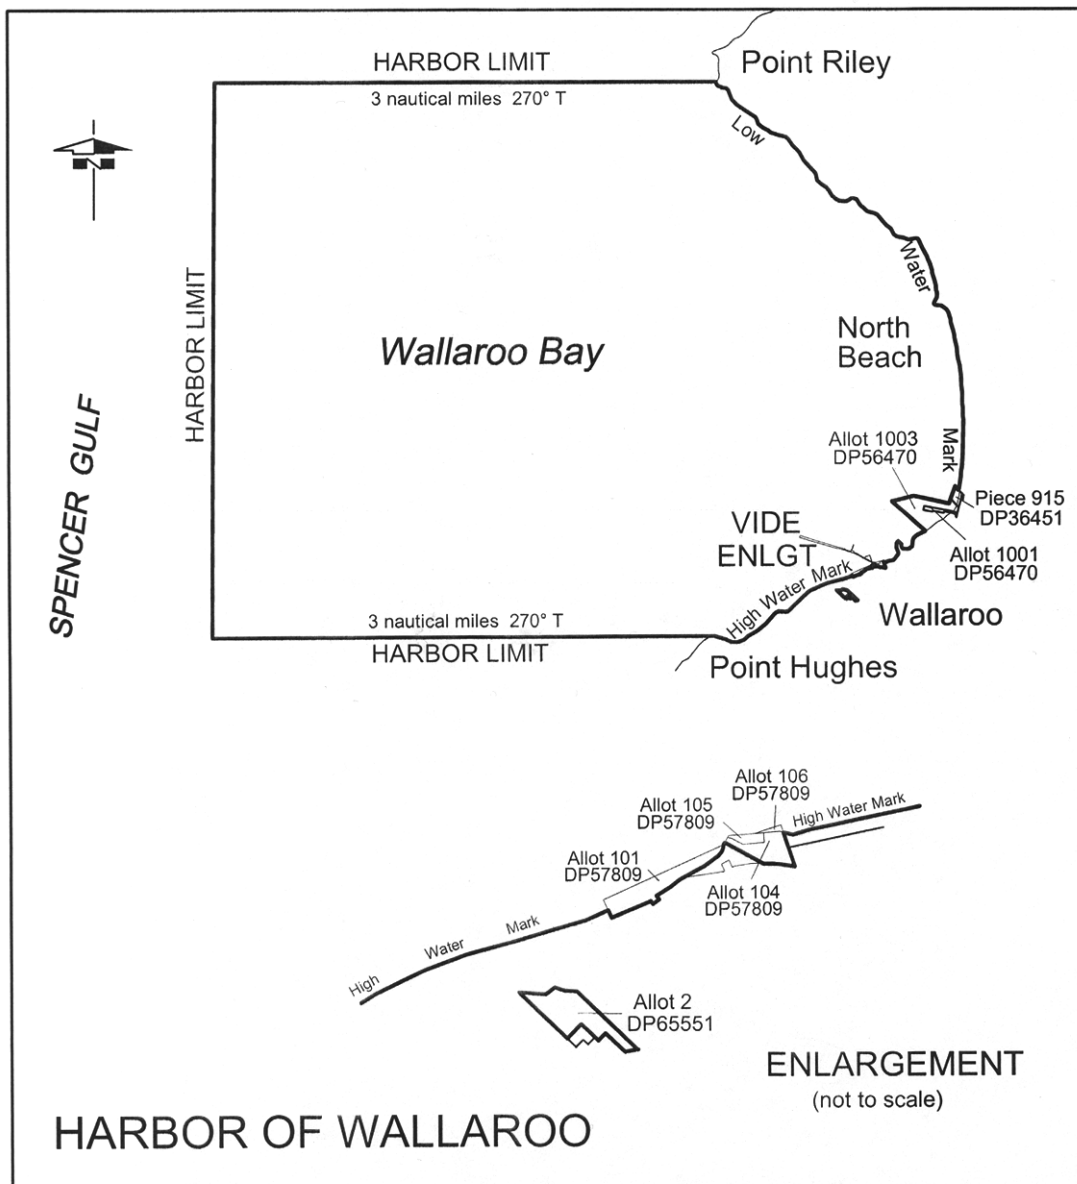 HARBOR LIMIT
Point Riley
3 nautical miles 270° T
Low
N
Water
HARBOR LIMIT
North
Beach
Wallaroo Bay
SPENCER GULF
Allot 1003
DP56470
Mark
Piece 915
DP36451
VIDE
ENLGT
Allot 1001
DP56470
High Water Mark
Wallaroo
3 nautical miles 270° T
HARBOR LIMIT
Point Hughes
Allot 106
DP57809
Allot 105
DP57809
High Water Mark
Allot 101
DP57809
Allot 104
DP57809
High Water Mark
Allot 2
DP65551
ENLARGEMENT
(not to scale)
HARBOR OF WALLAROO